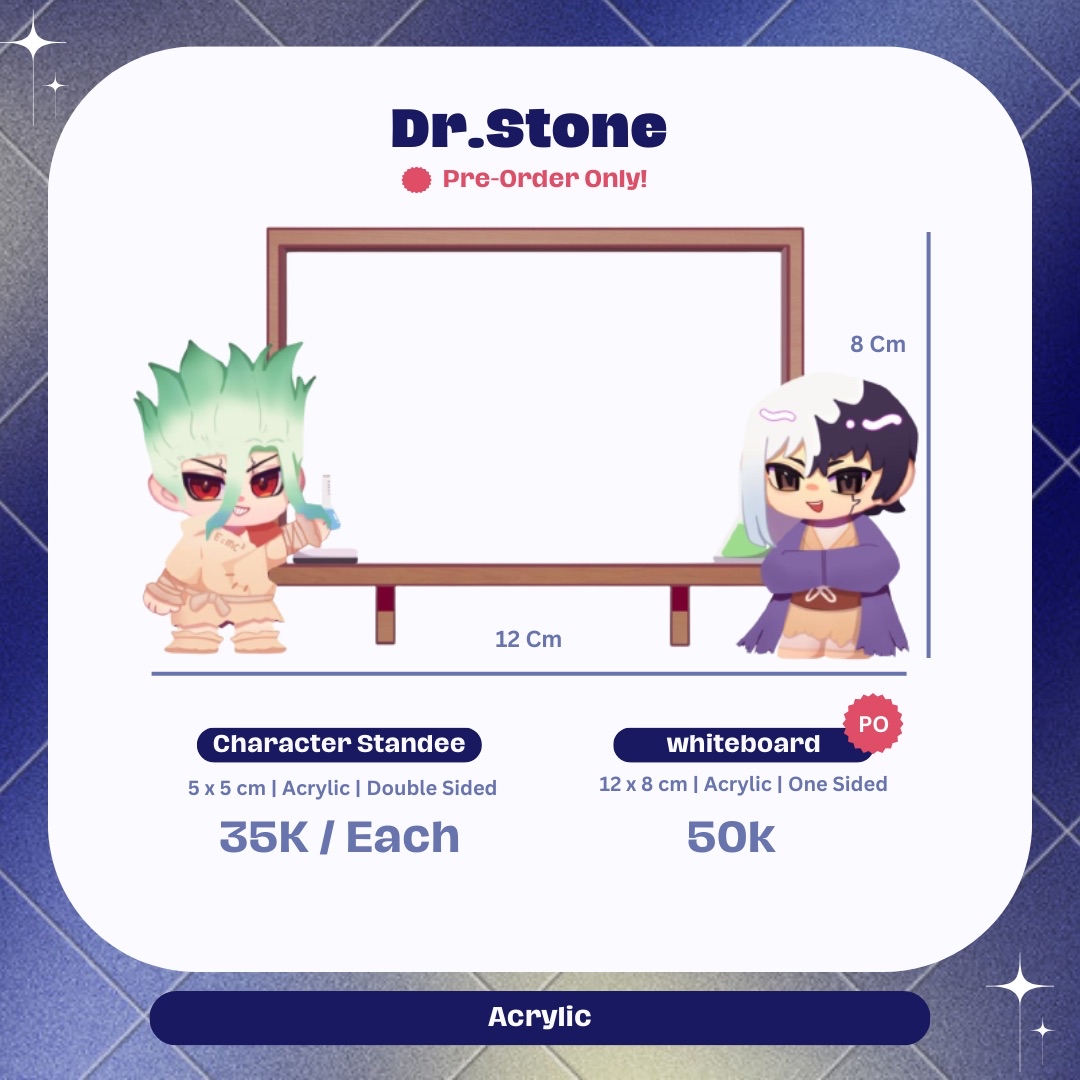 Dr.Stone
Pre-Order Only!
8 Cm
E=mc²
12 Cm
PO
Character Standee
whiteboard
5 x 5 cm | Acrylic | Double Sided
12 x 8 cm | Acrylic | One Sided
35K / Each
50k
Acrylic